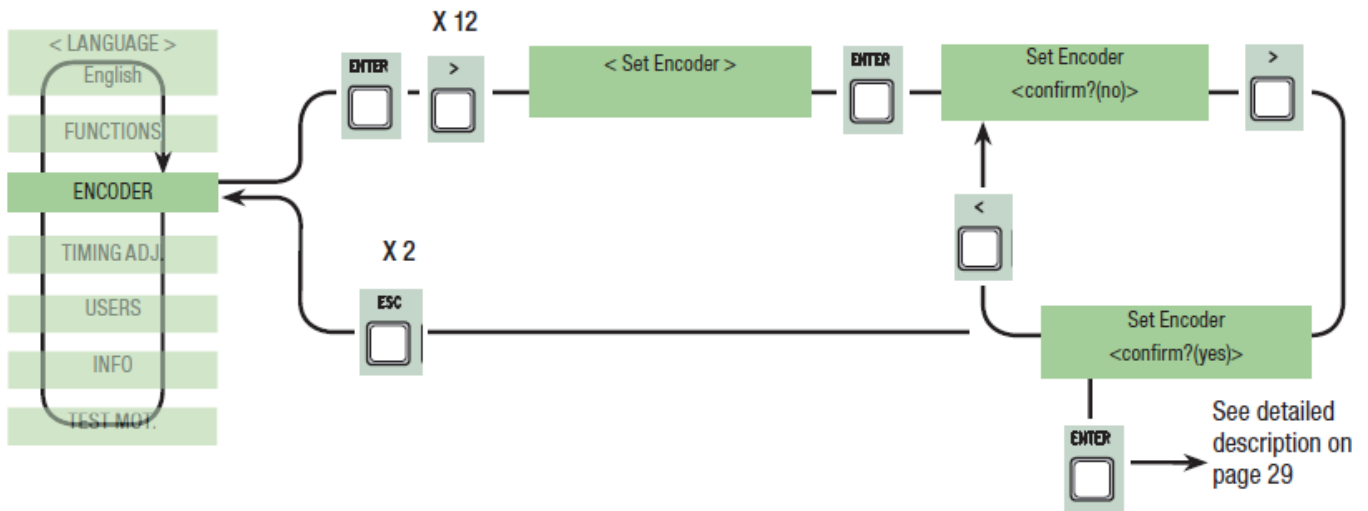 X 12
< LANGUAGE >
English
FUNCTIONS
ENCODER
TIMING ADJ.
USERS
INFO
TEST MOT.
ENTER
>
< Set Encoder >
ENTER
Set Encoder
<confirm?(no)>
>
<
X 2
ESC
Set Encoder
<confirm?(yes)>
ENTER
See detailed
description on
page 29